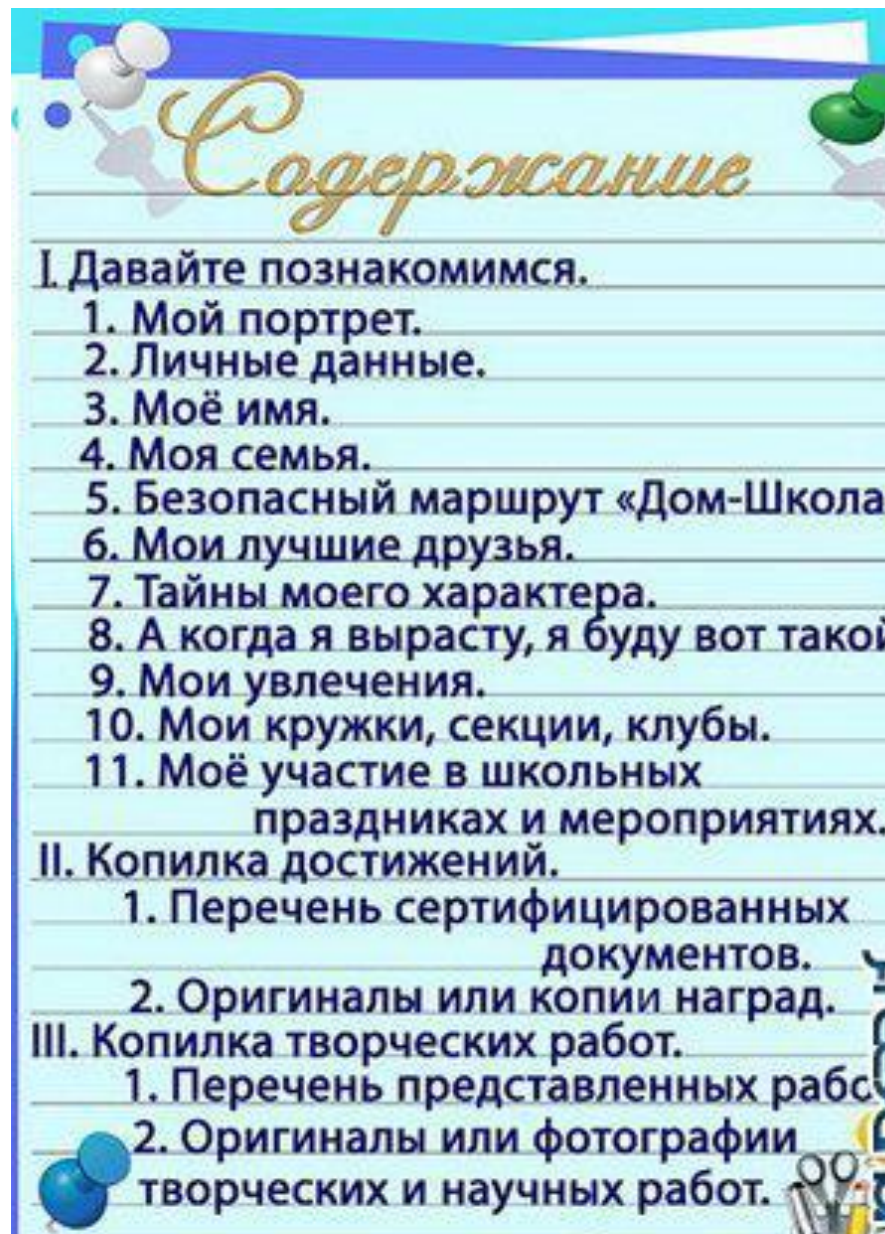 Содержание
I. Давайте познакомимся.
1. Мой портрет.
2. Личные данные.
3. Моё имя.
4. Моя семья.
5. Безопасный маршрут «Дом-Школа
6. Мои лучшие друзья.
7. Тайны моего характера.
8. А когда я вырасту, я буду вот такой
9. Мои увлечения.
10. Мои кружки, секции, клубы.
11. Моё участие в школьных
праздниках и мероприятиях.
II. Копилка достижений.
1. Перечень сертифицированных
документов.
2. Оригиналы или копии наград.
III. Копилка творческих работ.
1. Перечень представленных
2. Оригиналы или фотографии
творческих и научных работ.